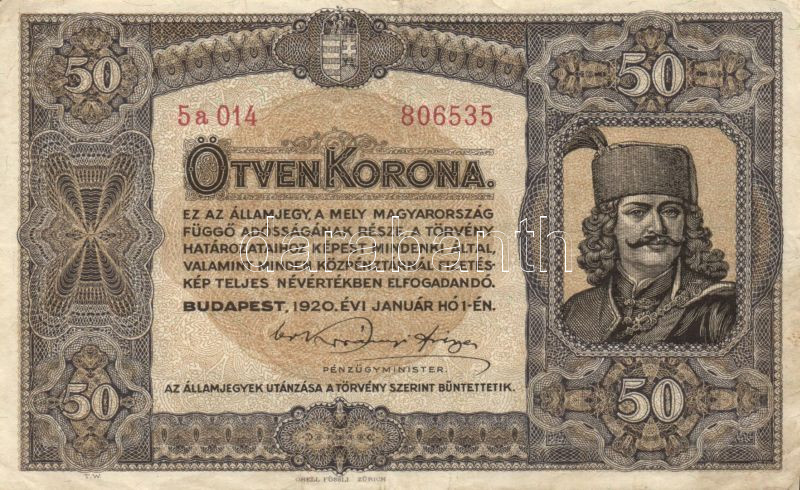 50 50
5a 014 806535
ÖTVEN KORONA.
EZ AZ ÁLLAMJEGY, A MELY MAGYARORSZÁG
FÜGGŐ ADÓSSÁGÁNAK RÉSZE, A TÖRVÉNY
HATÁROZATAIHOZ KÉPEST MINDENKI ÁLTAL,
VALAMINT MINDEN KÖZPÉNZTÁRNÁL FIZETÉS-
KÉP TELJES NÉVÉRTÉKBEN ELFOGADANDÓ.
BUDAPEST, 1920. ÉVI JANUÁR HÓ 1-ÉN.
PÉNZÜGYMINISTER.
AZ ÁLLAMJEGYEK UTÁNZÁSA A TÖRVÉNY SZERINT BÜNTETTETIK.
50 50
T.W. ORELL FÜSSLI ZÜRICH
darabanth